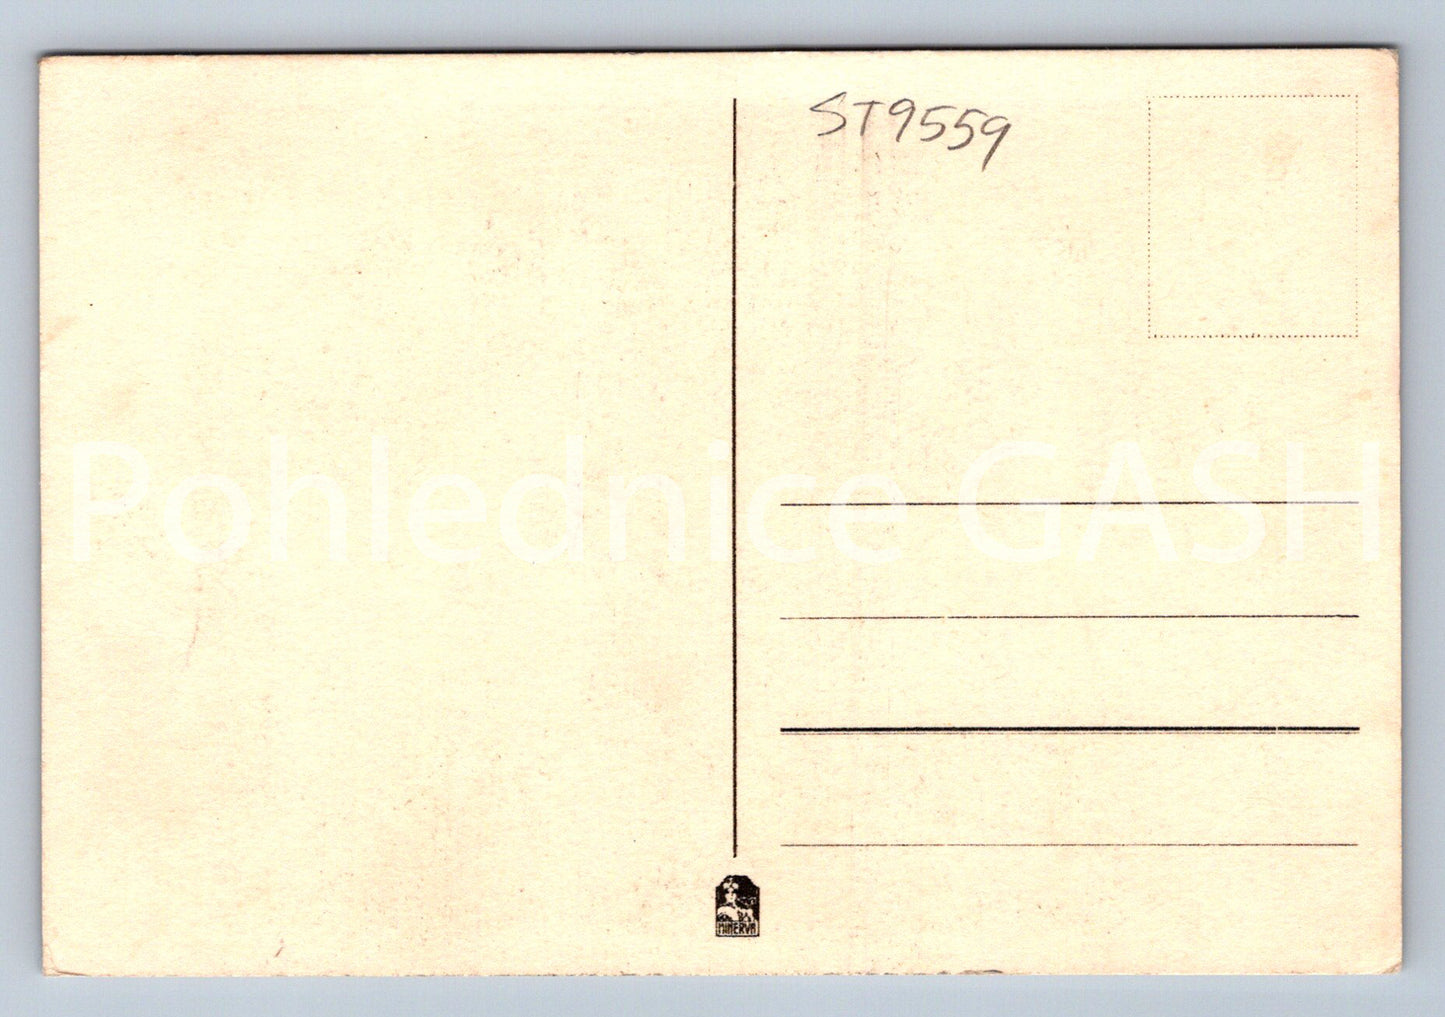 ST9559
Pohlednice GASH
MINERVA